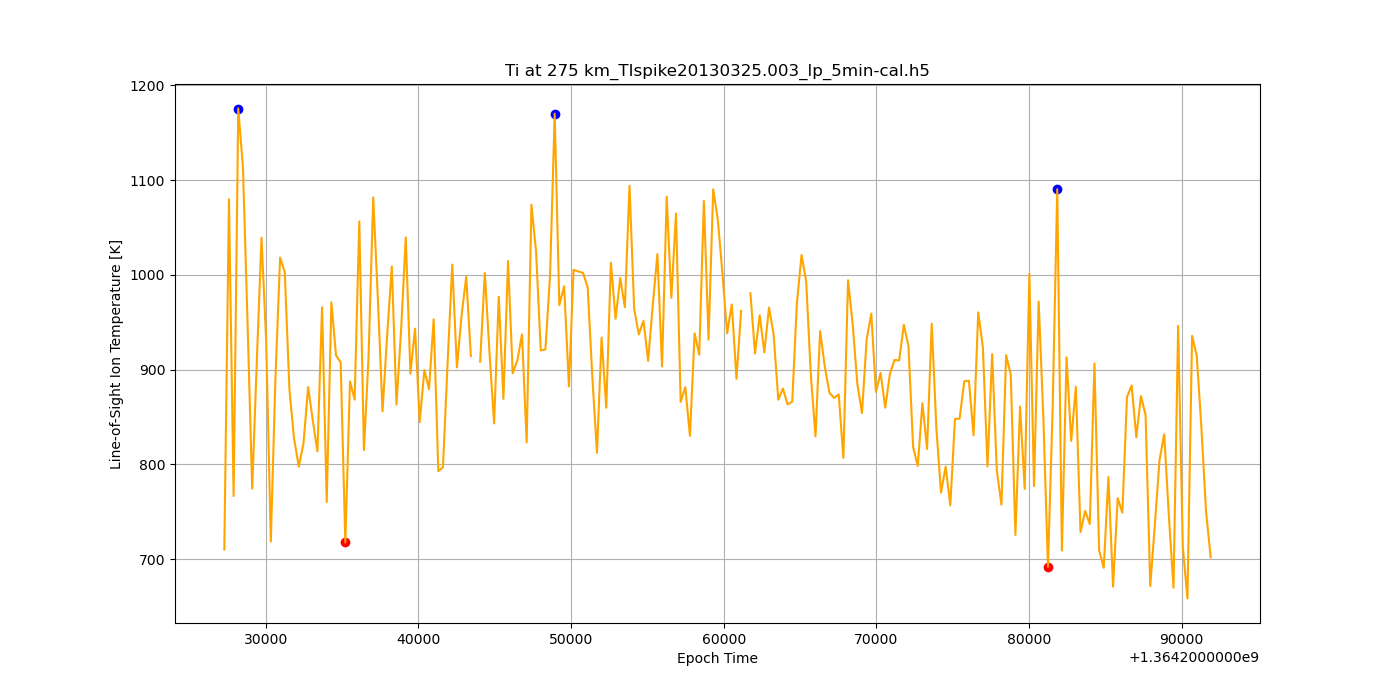 Ti at 275 km_TIspike20130325.003_lp_5min-cal.h5
Line-of-Sight Ion Temperature [K]
1200
1100
1000
900
800
700
30000 40000 50000 60000 70000 80000 90000
Epoch Time
+1.3642000000e9